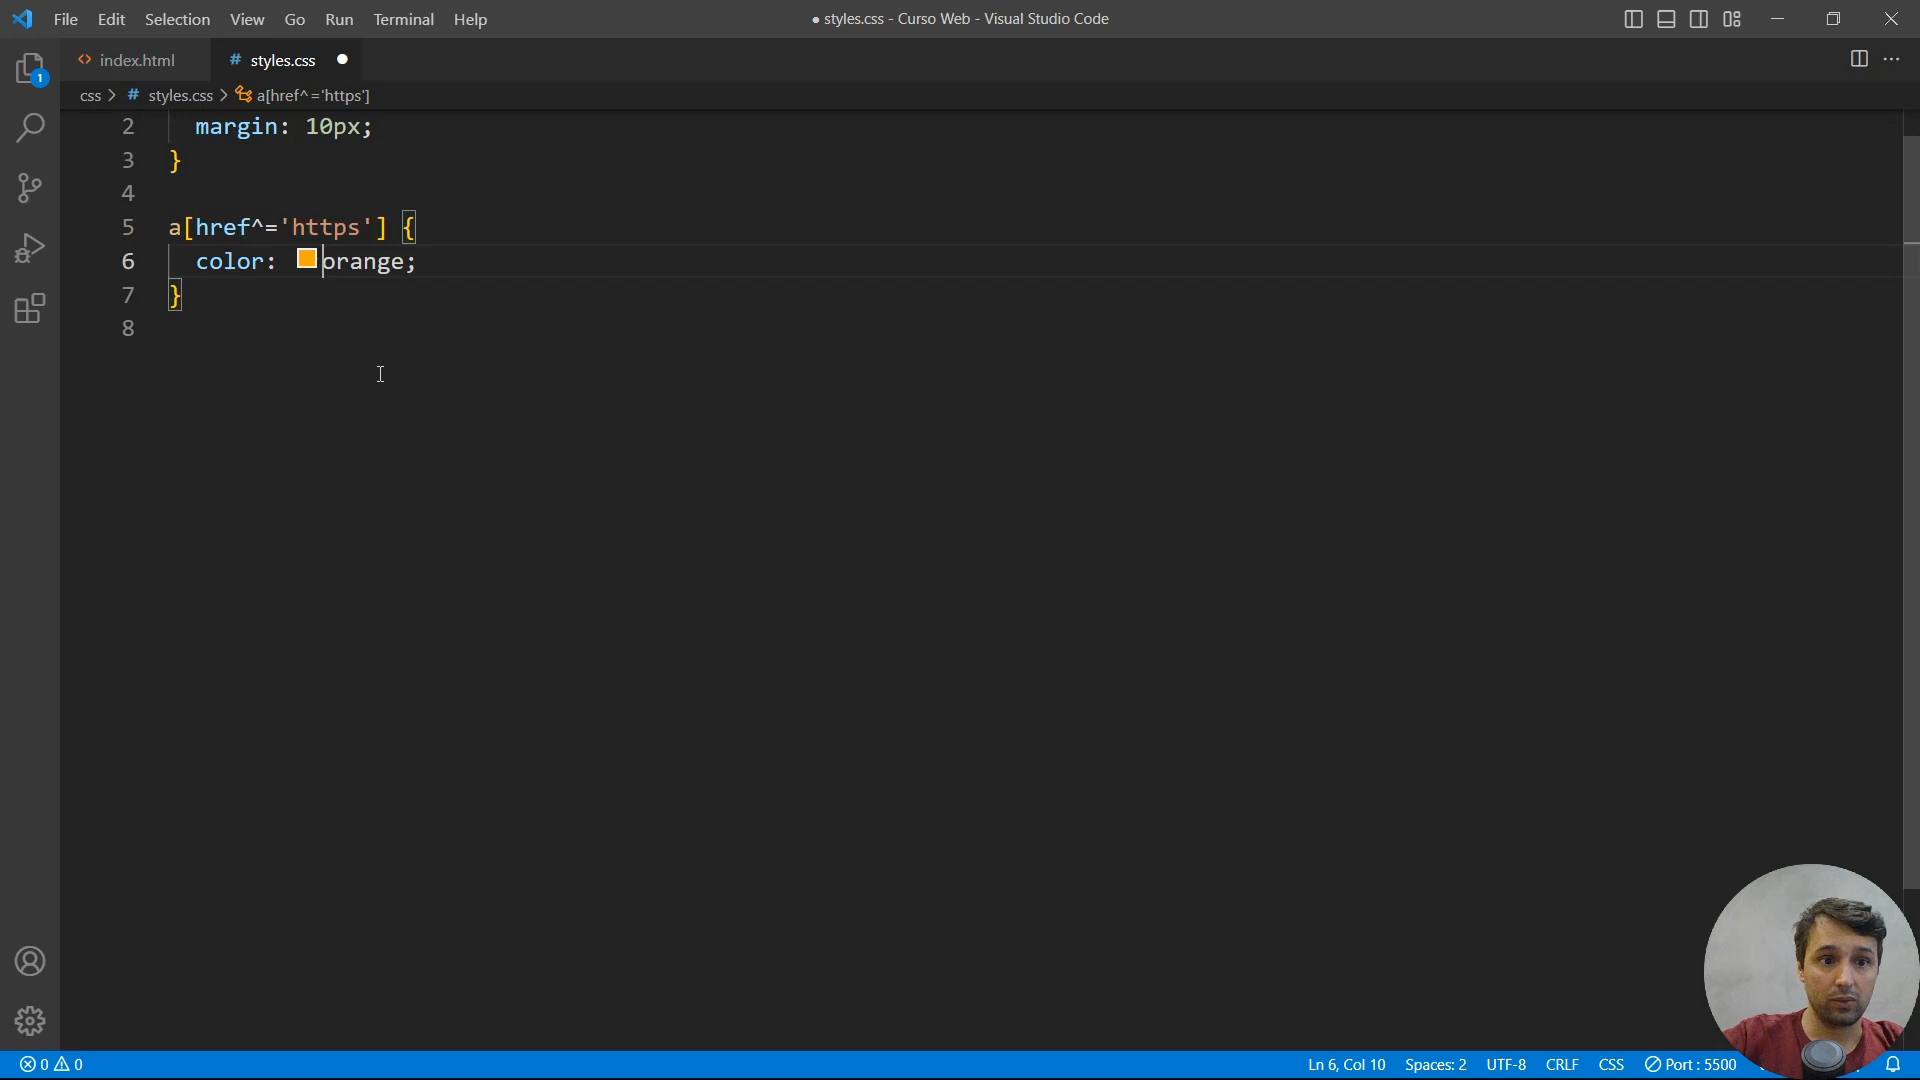 File Edit Selection View Go Run Terminal Help
● styles.css - Curso Web - Visual Studio Code
<> index.html
# styles.css ●
css > # styles.css > a[href^='https']
1
2 margin: 10px;
3 }
4
5 a[href^='https'] {
6 color: orange;
7 }
8
0 0
Ln 6, Col 10 Spaces: 2 UTF-8 CRLF CSS Port : 5500